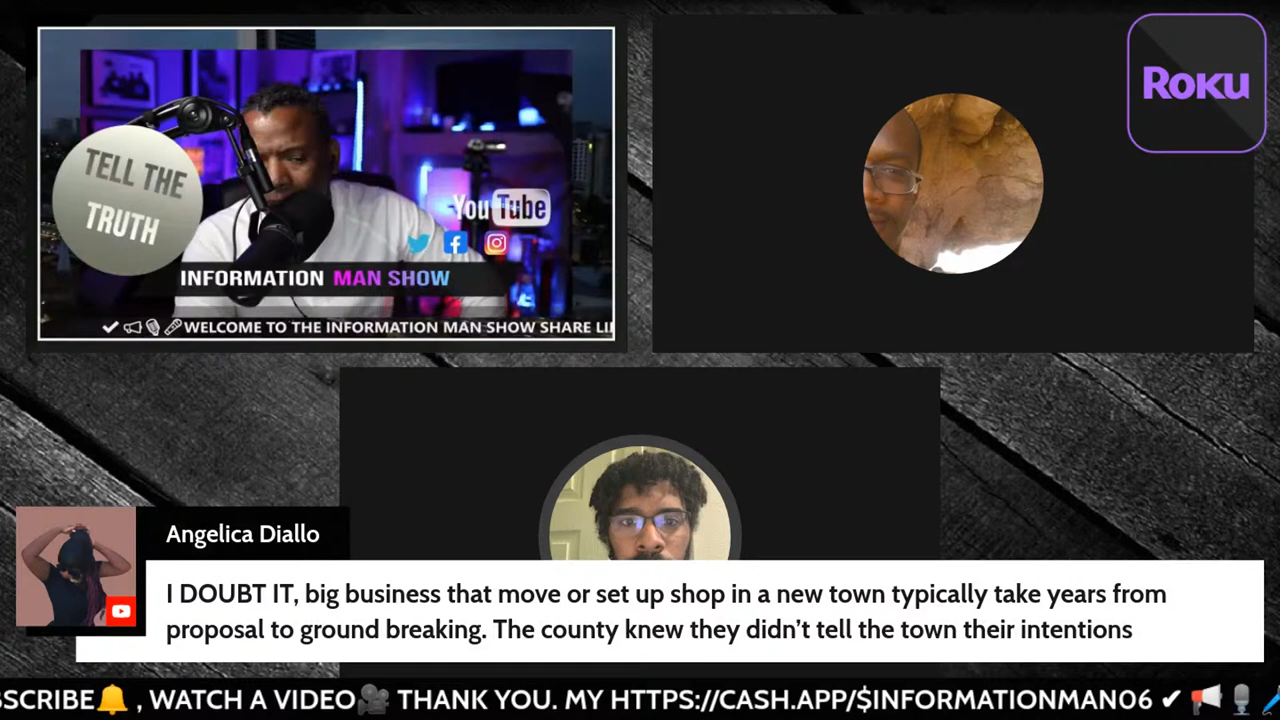 ROKU
TELL THE
TRUTH
YouTube
INFORMATION MAN SHOW
WELCOME TO THE INFORMATION MAN SHOW SHARE
Angelica Diallo
I DOUBT IT, big business that move or set up shop in a new town typically take years from
proposal to ground breaking. The county knew they didn’t tell the town their intentions
, WATCH A VIDEO THANK YOU. MY HTTPS://CASH.APP/$INFORMATIONMAN06